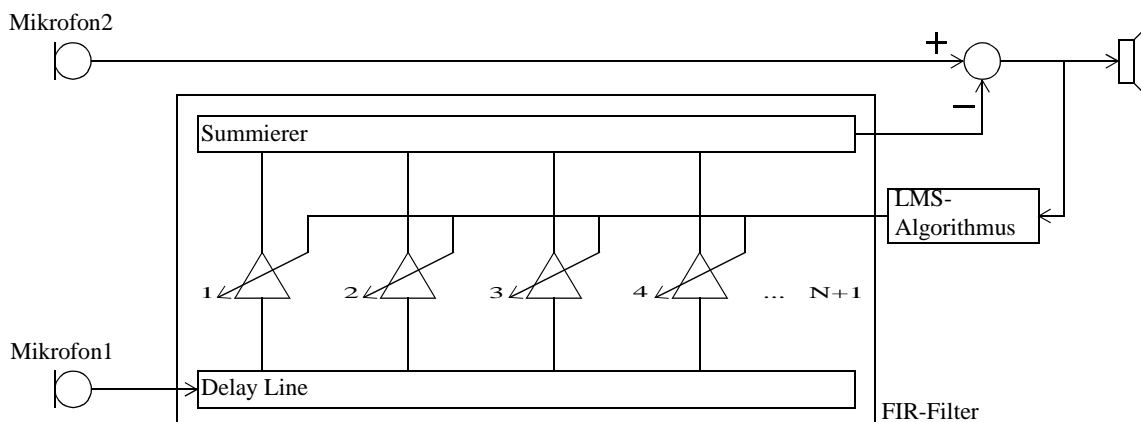 Mikrofon2
+
−
Summierer
LMS-
Algorithmus
1 2 3 4 ... N+1
Mikrofon1
Delay Line
FIR-Filter